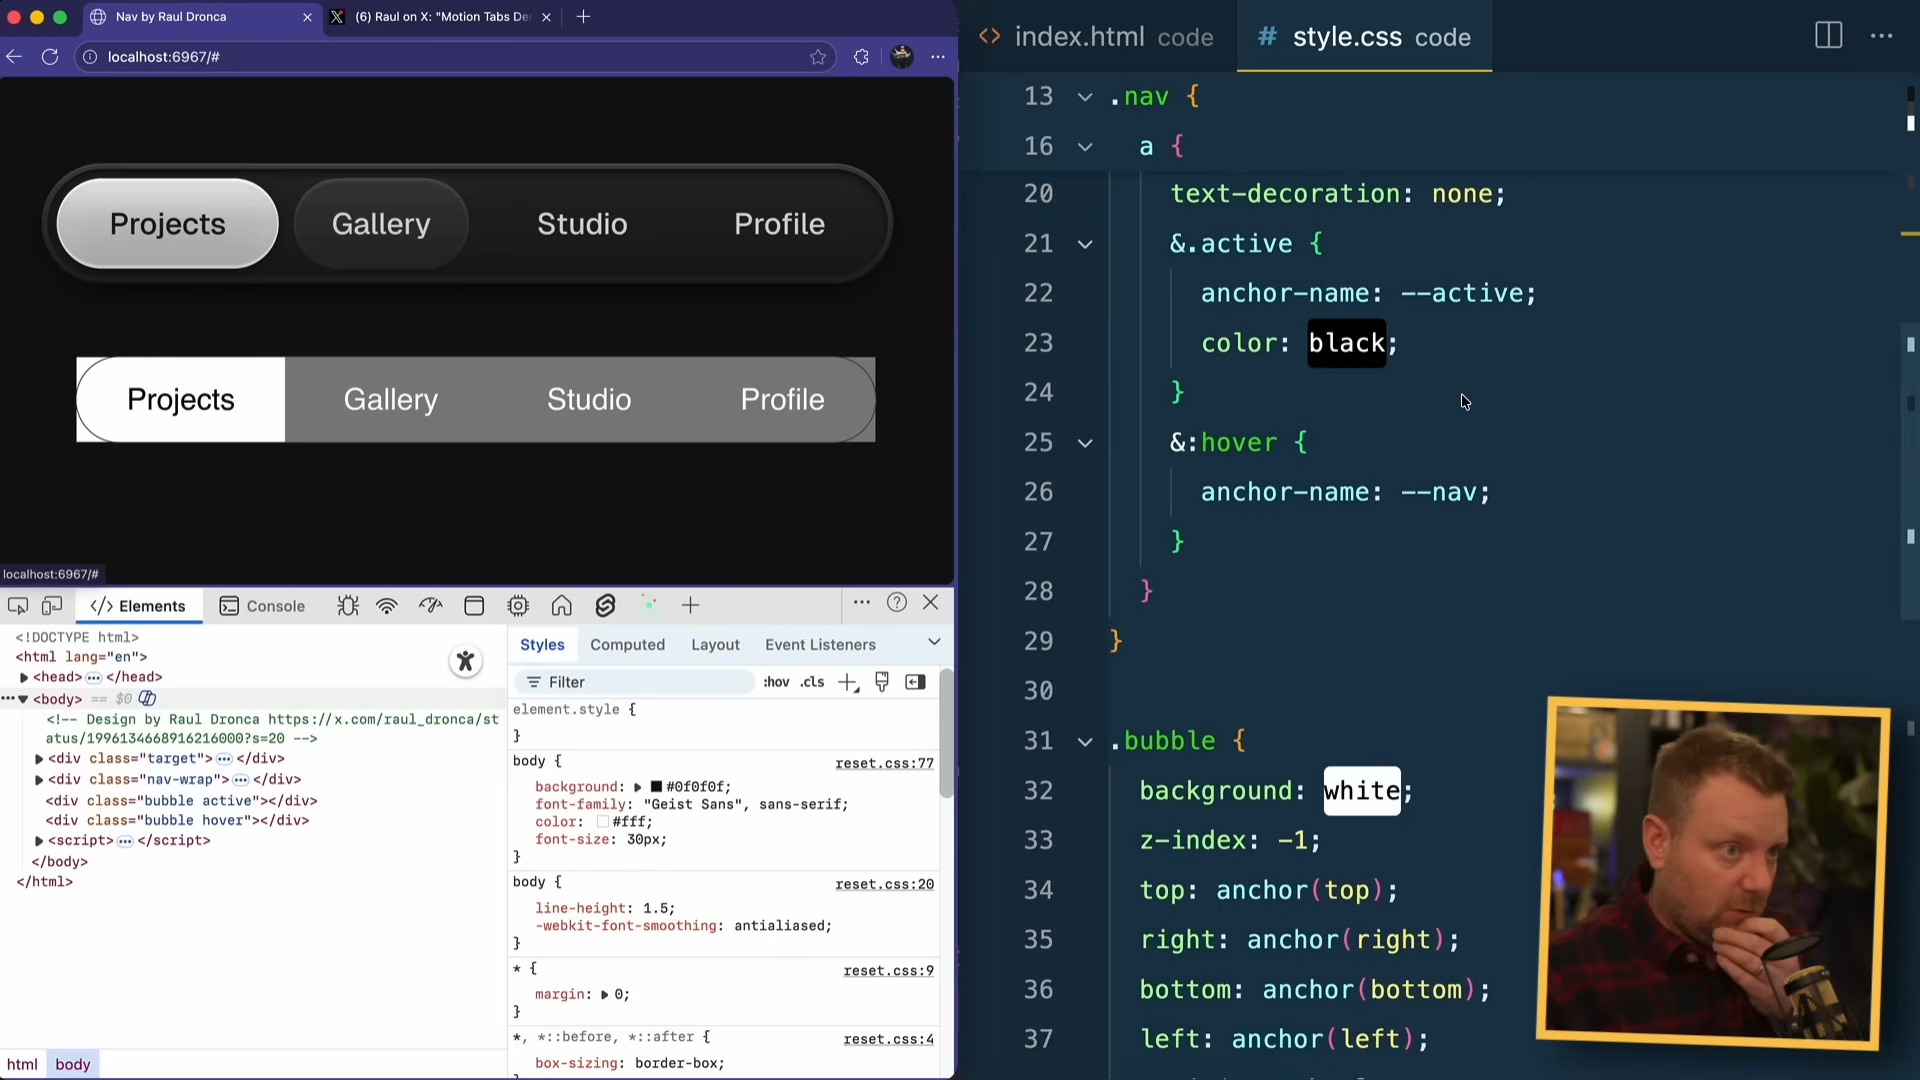 Nav by Raul Dronca
(6) Raul on X: "Motion Tabs De
localhost:6967/#
Projects
Gallery
Studio
Profile
Projects
Gallery
Studio
Profile
localhost:6967/#
Elements
Console
<!DOCTYPE html>
<html lang="en">
<head> ••• </head>
••• <body> == $0
<!-- Design by Raul Dronca https://x.com/raul_dronca/st
atus/1996134668916216000?s=20 -->
<div class="target"> ••• </div>
<div class="nav-wrap"> ••• </div>
<div class="bubble active"></div>
<div class="bubble hover"></div>
<script> ••• </script>
</body>
</html>
html body
Styles Computed Layout Event Listeners
Filter :hov .cls
element.style {
}
body { reset.css:77
background: #0f0f0f;
font-family: "Geist Sans", sans-serif;
color: #fff;
font-size: 30px;
}
body { reset.css:20
line-height: 1.5;
-webkit-font-smoothing: antialiased;
}
* { reset.css:9
margin: 0;
}
*, *::before, *::after { reset.css:4
box-sizing: border-box;
index.html code
# style.css code
13 .nav {
16 a {
20 text-decoration: none;
21 &.active {
22 anchor-name: --active;
23 color: black;
24 }
25 &:hover {
26 anchor-name: --nav;
27 }
28 }
29 }
30
31 .bubble {
32 background: white;
33 z-index: -1;
34 top: anchor(top);
35 right: anchor(right);
36 bottom: anchor(bottom);
37 left: anchor(left);